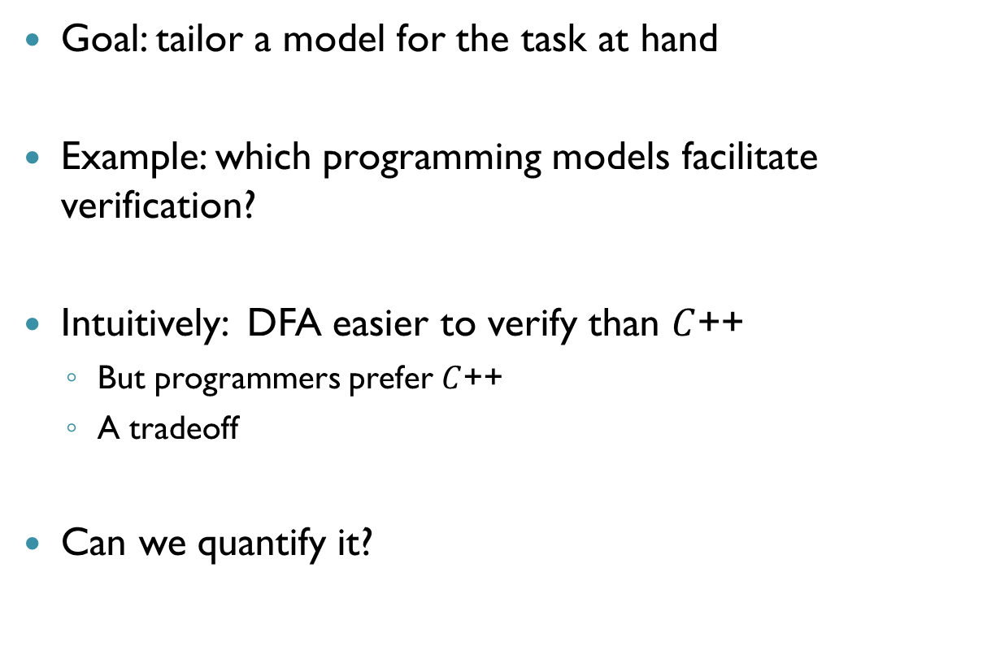 • Goal: tailor a model for the task at hand
• Example: which programming models facilitate
verification?
• Intuitively: DFA easier to verify than C++
◦ But programmers prefer C++
◦ A tradeoff
• Can we quantify it?